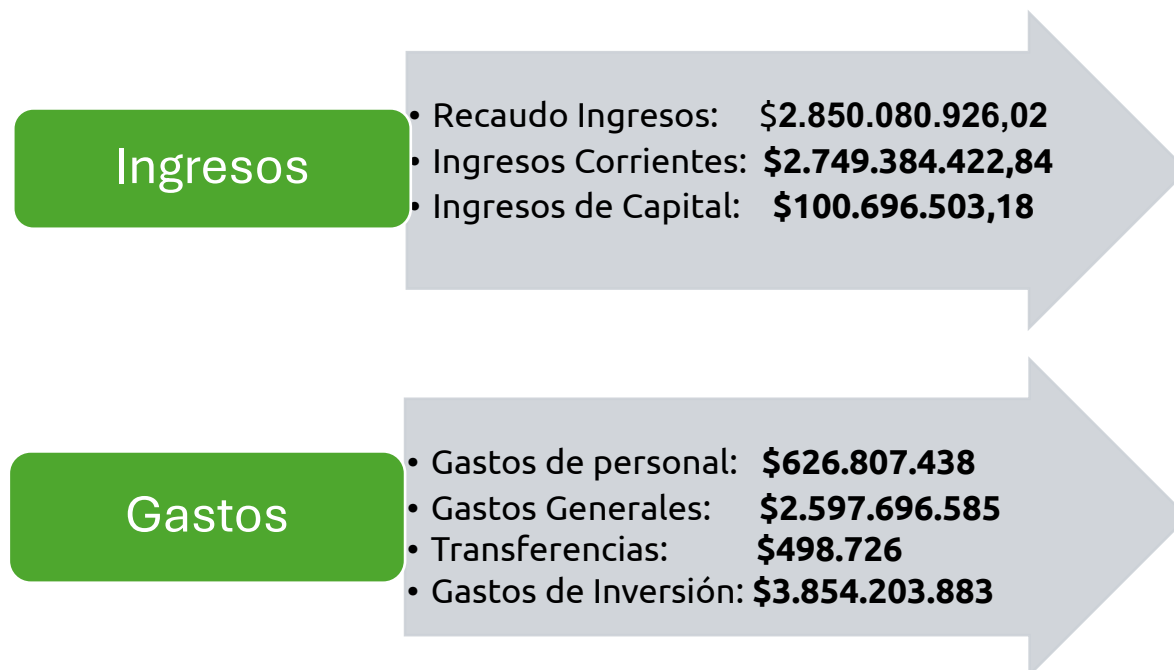 Ingresos
• Recaudo Ingresos: $2.850.080.926,02
• Ingresos Corrientes: $2.749.384.422,84
• Ingresos de Capital: $100.696.503,18
Gastos
• Gastos de personal: $626.807.438
• Gastos Generales: $2.597.696.585
• Transferencias: $498.726
• Gastos de Inversión: $3.854.203.883